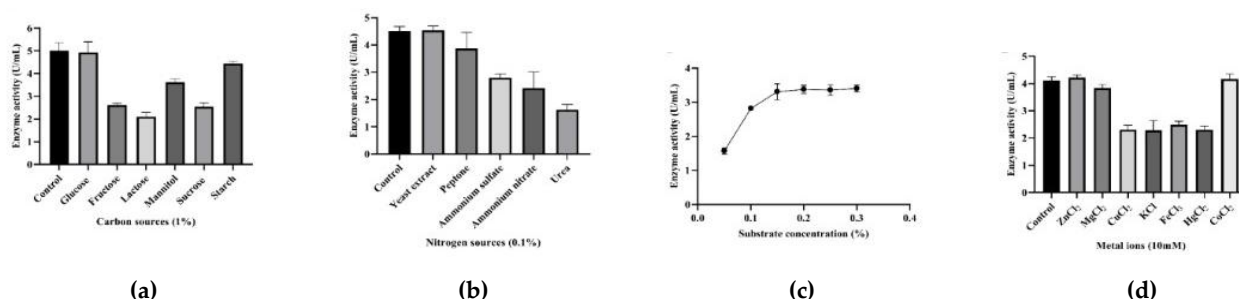 Enzyme activity (U/mL)
6
5
4
3
2
1
0
Control
Glucose
Fructose
Lactose
Mannitol
Sucrose
Starch
Carbon sources (1%)
(a)
Enzyme activity (U/mL)
5
4
3
2
1
0
Control
Yeast extract
Peptone
Ammonium sulfate
Ammonium nitrate
Urea
Nitrogen sources (0.1%)
(b)
Enzyme activity (U/mL)
4
3
2
1
0
0.0
0.1
0.2
0.3
0.4
Substrate concentration (%)
(c)
Enzyme activity (U/mL)
5
4
3
2
1
0
Control
ZnCl₂
MgCl₂
CuCl₂
KCl
FeCl₂
HgCl₂
CoCl₂
Metal ions (10mM)
(d)